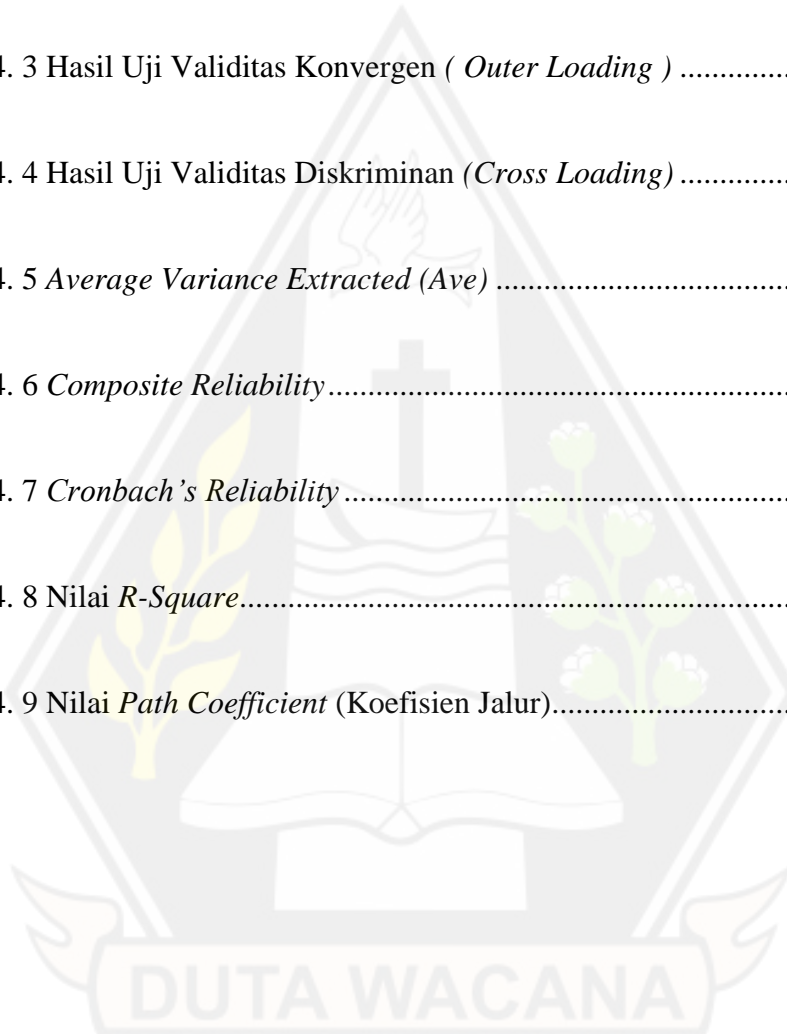 4. 3 Hasil Uji Validitas Konvergen ( Outer Loading ) ..............
4. 4 Hasil Uji Validitas Diskriminan (Cross Loading) ..............
4. 5 Average Variance Extracted (Ave) .....................................
4. 6 Composite Reliability ..........................................................
4. 7 Cronbach’s Reliability ........................................................
4. 8 Nilai R-Square.....................................................................
4. 9 Nilai Path Coefficient (Koefisien Jalur)..............................
DUTA WACANA